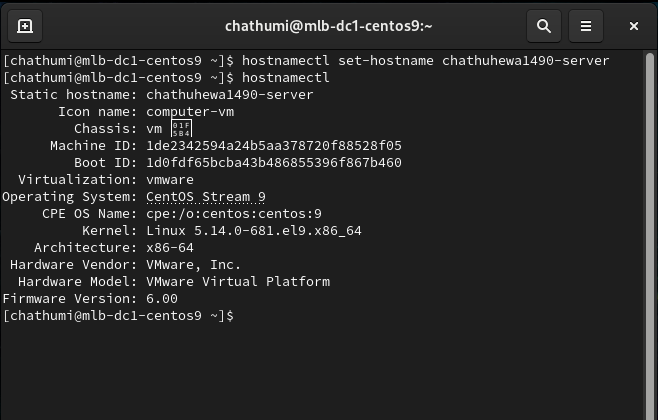 chathumi@mlb-dc1-centos9:~
[chathumi@mlb-dc1-centos9 ~]$ hostnamectl set-hostname chathuhewa1490-server
[chathumi@mlb-dc1-centos9 ~]$ hostnamectl
Static hostname: chathuhewa1490-server
Icon name: computer-vm
Chassis: vm 🖴
Machine ID: 1de2342594a24b5aa378720f88528f05
Boot ID: 1d0fdf65bcba43b486855396f867b460
Virtualization: vmware
Operating System: CentOS Stream 9
CPE OS Name: cpe:/o:centos:centos:9
Kernel: Linux 5.14.0-681.el9.x86_64
Architecture: x86-64
Hardware Vendor: VMware, Inc.
Hardware Model: VMware Virtual Platform
Firmware Version: 6.00
[chathumi@mlb-dc1-centos9 ~]$